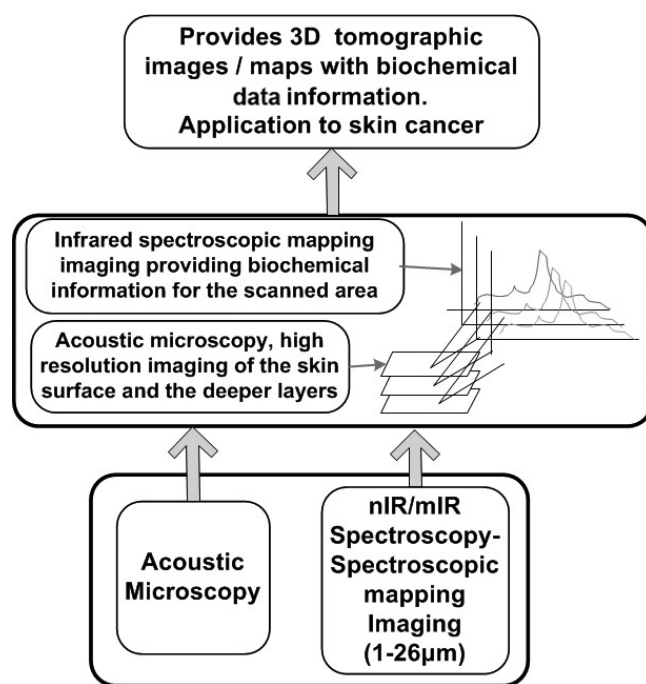 Provides 3D tomographic
images / maps with biochemical
data information.
Application to skin cancer
Infrared spectroscopic mapping
imaging providing biochemical
information for the scanned area
Acoustic microscopy, high
resolution imaging of the skin
surface and the deeper layers
Acoustic
Microscopy
nIR/mIR
Spectroscopy-
Spectroscopic
mapping
Imaging
(1-26µm)